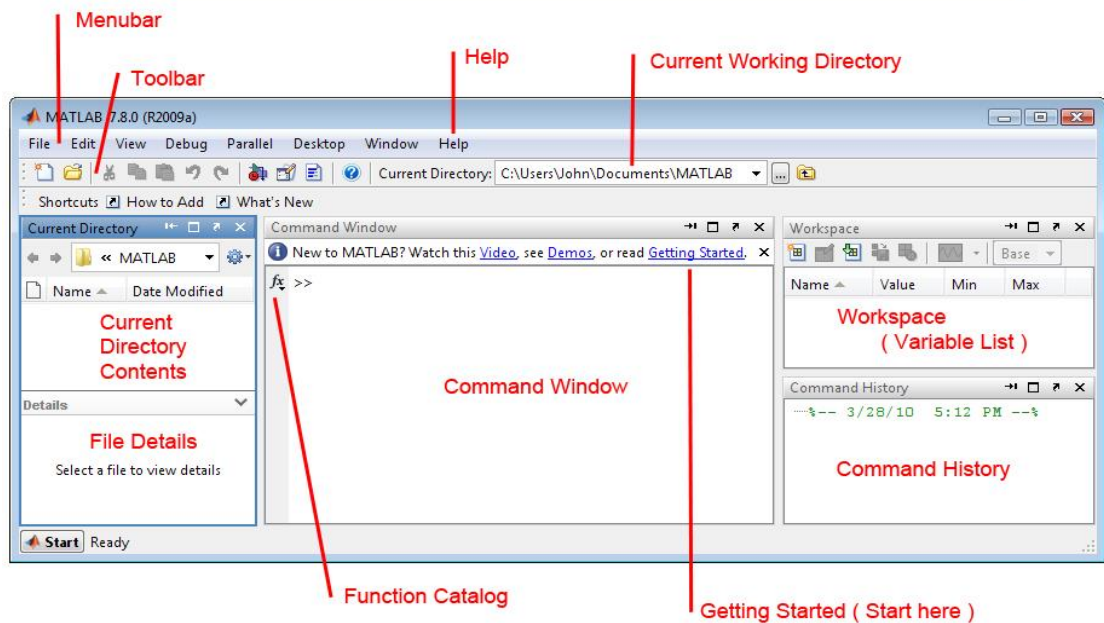 Menubar
Help
Current Working Directory
Toolbar
MATLAB 7.8.0 (R2009a)
File Edit View Debug Parallel Desktop Window Help
Current Directory: C:\Users\John\Documents\MATLAB ...
Shortcuts How to Add What's New
Current Directory
« MATLAB
Name Date Modified
Current
Directory
Contents
Details
File Details
Select a file to view details
Command Window
New to MATLAB? Watch this Video, see Demos, or read Getting Started.
fx >>
Command Window
Workspace
Base
Name Value Min Max
Workspace
( Variable List )
Command History
%-- 3/28/10 5:12 PM --%
Command History
Start Ready
Function Catalog
Getting Started ( Start here )